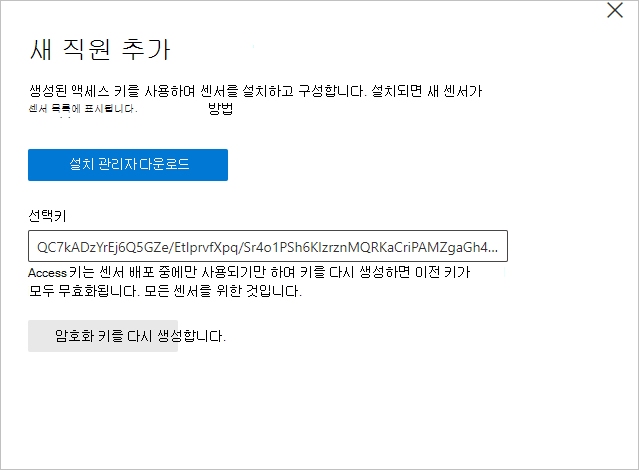 새 직원 추가
생성된 액세스 키를 사용하여 센서를 설치하고 구성합니다. 설치되면 새 센서가
센서 목록에 표시됩니다. 방법
설치 관리자 다운로드
선택키
QC7kADzYrEj6Q5GZe/EtIprvfXpq/Sr4o1PSh6KIzrznMQRKaCriPAMZgaGh4...
Access 키는 센서 배포 중에만 사용되기만 하며 키를 다시 생성하면 이전 키가
모두 무효화됩니다. 모든 센서를 위한 것입니다.
암호화 키를 다시 생성합니다.